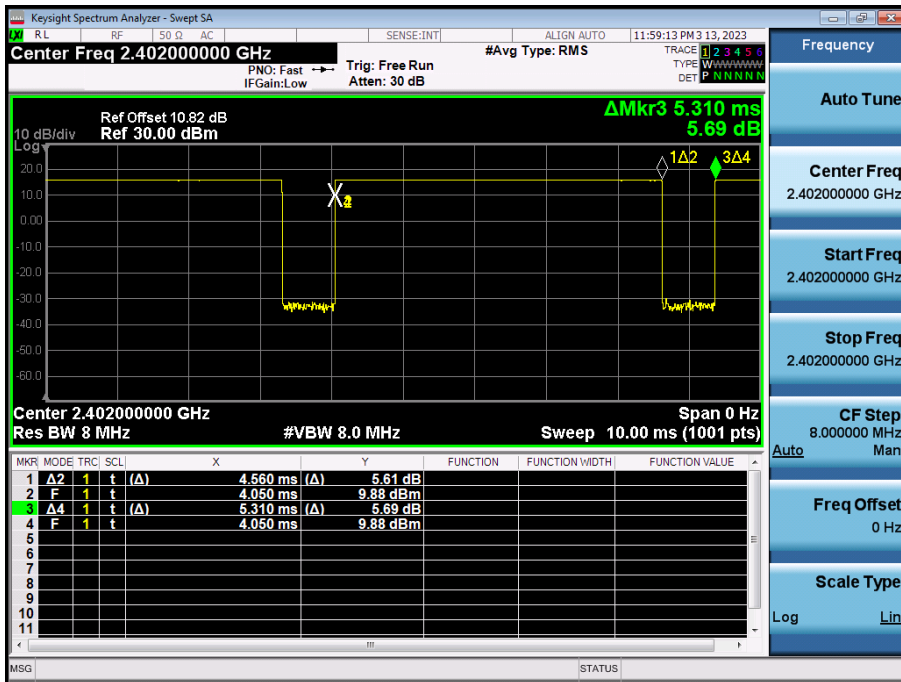 Keysight Spectrum Analyzer - Swept SA
LXI RL RF 50 Ω AC SENSE:INT ALIGN AUTO 11:59:13 PM 3 13, 2023
Center Freq 2.402000000 GHz
PNO: Fast
IFGain:Low
Trig: Free Run
Atten: 30 dB
#Avg Type: RMS
TRACE 1 2 3 4 5 6
TYPE WWWWWW
DET P N N N N N
ΔMkr3 5.310 ms
5.69 dB
Ref Offset 10.82 dB
Ref 30.00 dBm
10 dB/div
Log
1Δ2 3Δ4
20.0
10.0
0.00
-10.0
-20.0
-30.0
-40.0
-50.0
-60.0
Center 2.402000000 GHz Span 0 Hz
Res BW 8 MHz #VBW 8.0 MHz Sweep 10.00 ms (1001 pts)
MKR MODE TRC SCL X Y FUNCTION FUNCTION WIDTH FUNCTION VALUE
1 Δ2 1 t (Δ) 4.560 ms (Δ) 5.61 dB
2 F 1 t 4.050 ms 9.88 dBm
3 Δ4 1 t (Δ) 5.310 ms (Δ) 5.69 dB
4 F 1 t 4.050 ms 9.88 dBm
5
6
7
8
9
10
11
MSG STATUS
Frequency
Auto Tune
Center Freq
2.402000000 GHz
Start Freq
2.402000000 GHz
Stop Freq
2.402000000 GHz
CF Step
8.000000 MHz
Auto Man
Freq Offset
0 Hz
Scale Type
Log Lin